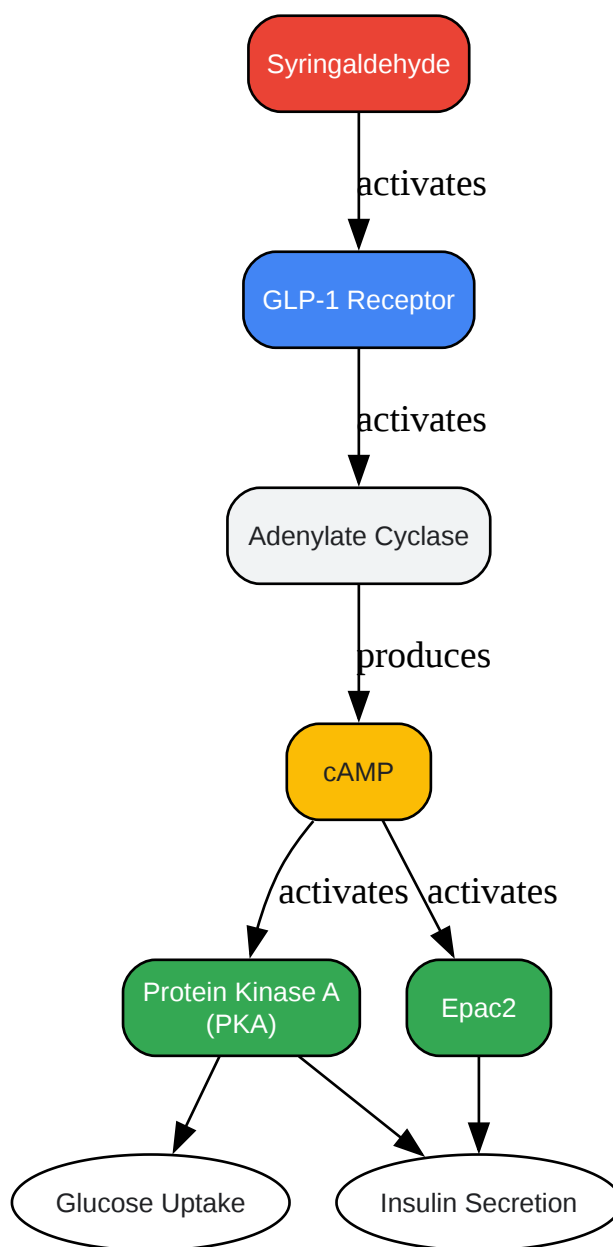 Syringaldehyde
activates
GLP-1 Receptor
activates
Adenylate Cyclase
produces
cAMP
activates activates
Protein Kinase A
(PKA)
Epac2
Glucose Uptake
Insulin Secretion